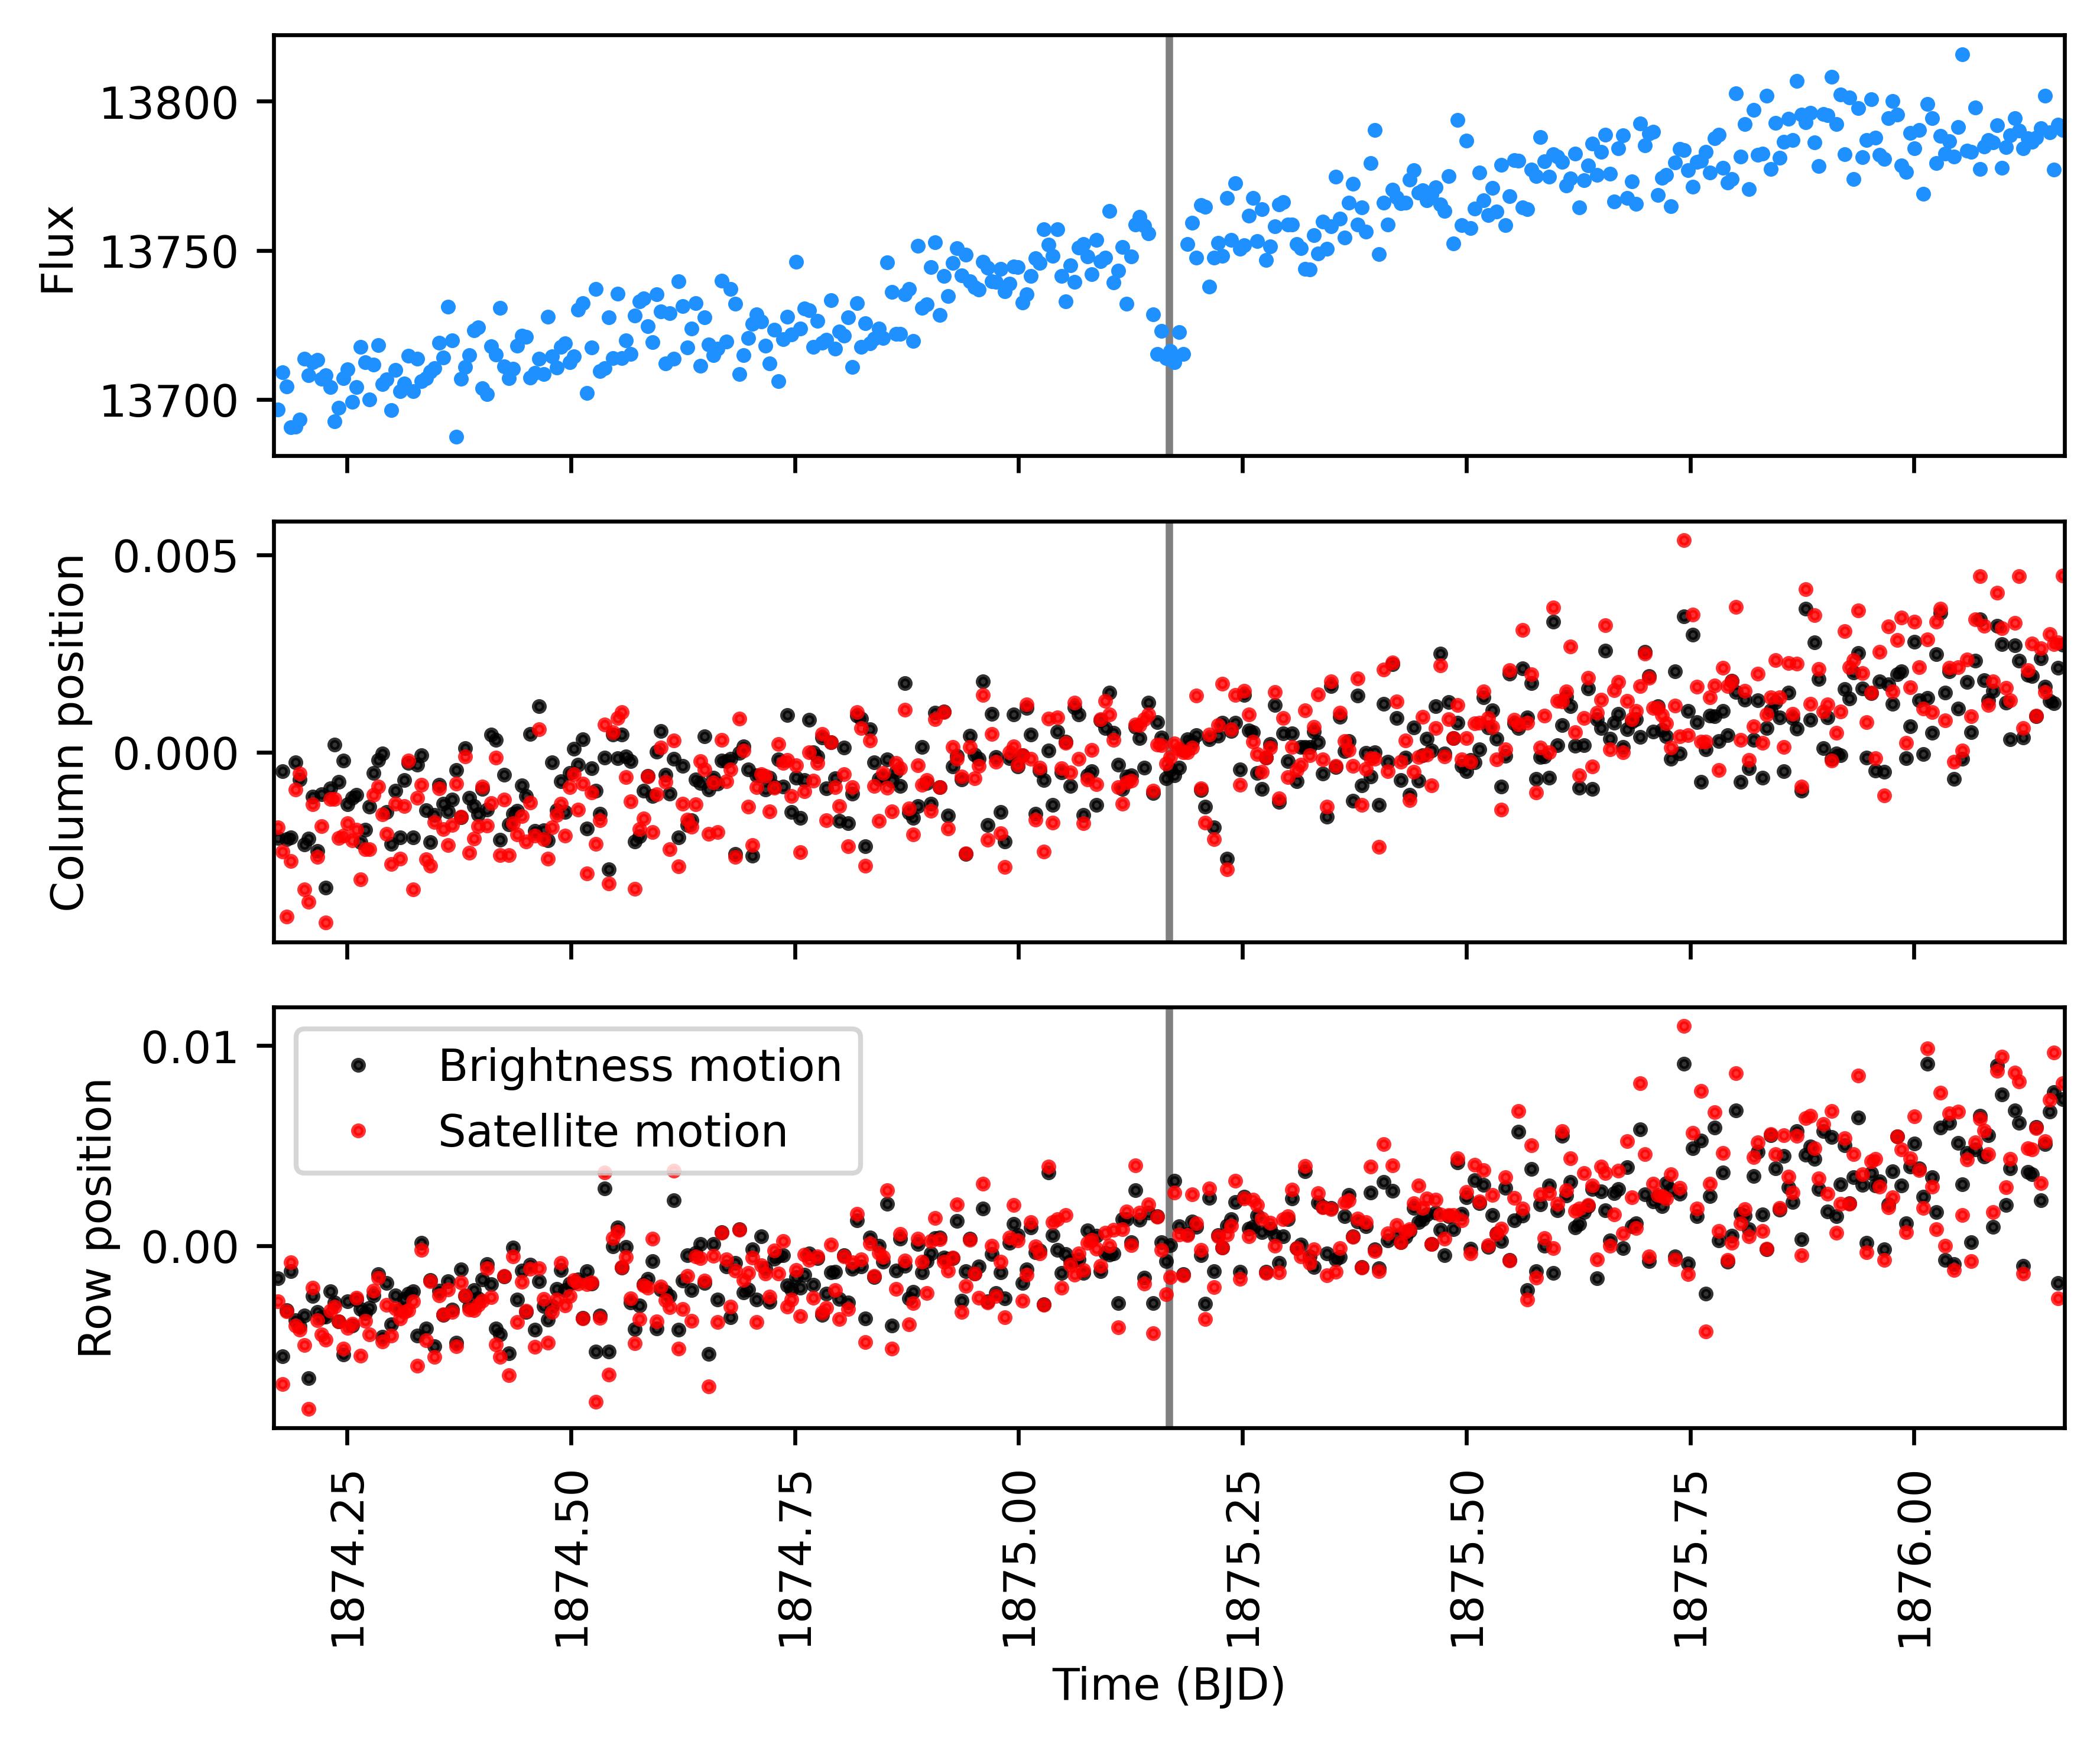 Flux
13800
13750
13700
Column position
0.005
0.000
Row position
0.01
0.00
Brightness motion
Satellite motion
1874.25
1874.50
1874.75
1875.00
1875.25
1875.50
1875.75
1876.00
Time (BJD)